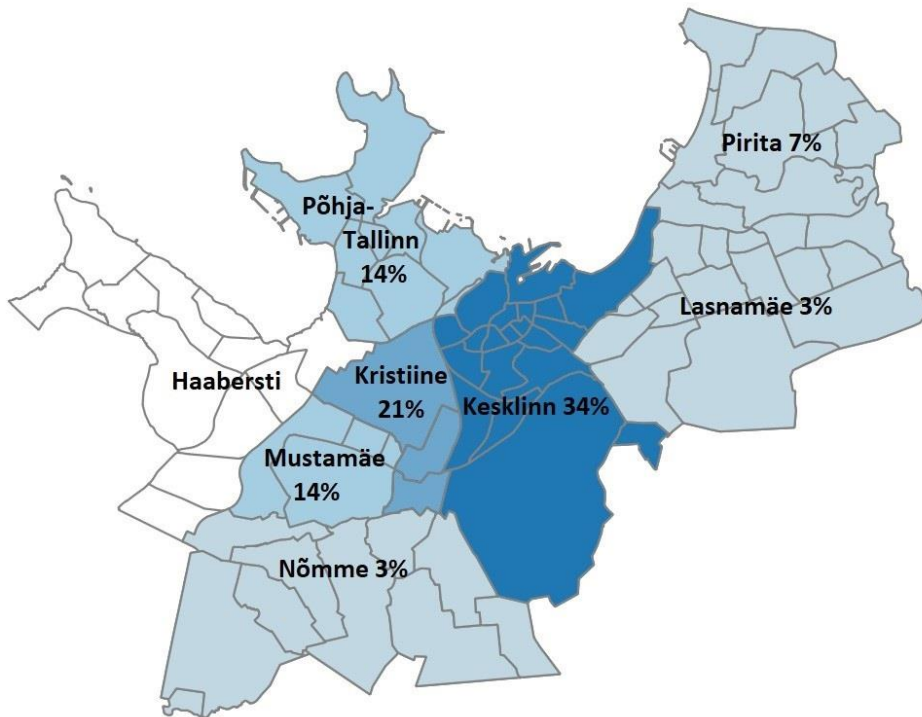 Pirita 7%
Põhja-
Tallinn
14%
Lasnamäe 3%
Haabersti
Kristiine
21%
Kesklinn 34%
Mustamäe
14%
Nõmme 3%